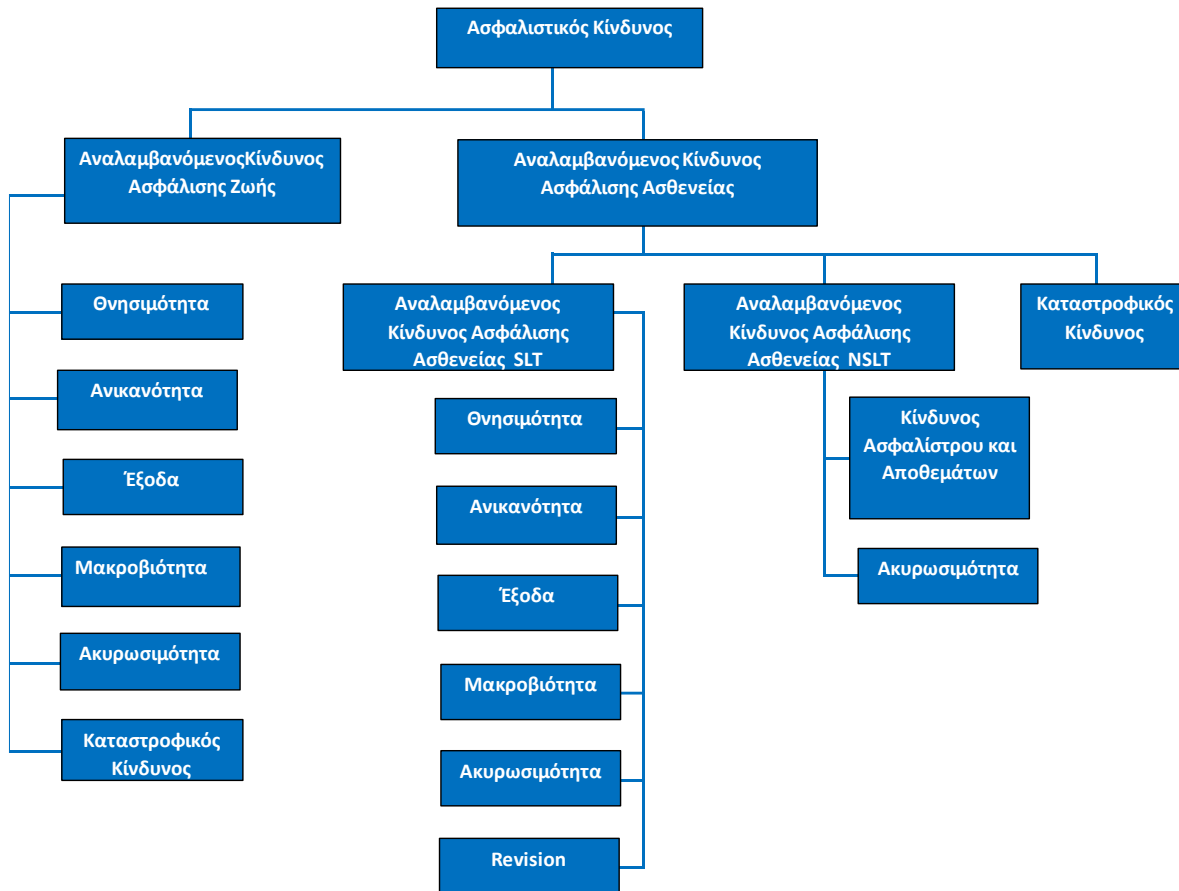 Ασφαλιστικός Κίνδυνος
ΑναλαμβανόμενοςΚίνδυνος
Ασφάλισης Ζωής
Αναλαμβανόμενος Κίνδυνος
Ασφάλισης Ασθενείας
Θνησιμότητα
Ανικανότητα
Έξοδα
Μακροβιότητα
Ακυρωσιμότητα
Καταστροφικός
Κίνδυνος
Αναλαμβανόμενος
Κίνδυνος Ασφάλισης
Ασθενείας SLT
Θνησιμότητα
Ανικανότητα
Έξοδα
Μακροβιότητα
Ακυρωσιμότητα
Revision
Αναλαμβανόμενος
Κίνδυνος Ασφάλισης
Ασθενείας NSLT
Κίνδυνος
Ασφαλίστρου και
Αποθεμάτων
Ακυρωσιμότητα
Καταστροφικός
Κίνδυνος